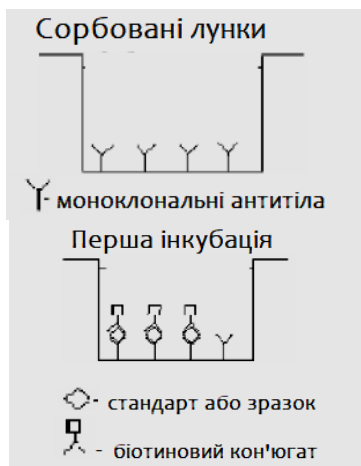 Сорбовані лунки
- моноклональні антитіла
Перша інкубація
- стандарт або зразок
- біотиновий кон'югат